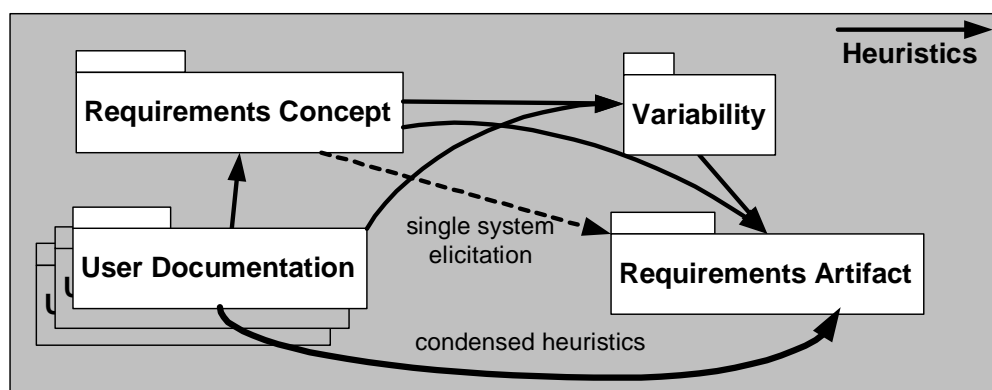 Heuristics
Requirements Concept
Variability
single system
elicitation
User Documentation
U
U
Requirements Artifact
condensed heuristics